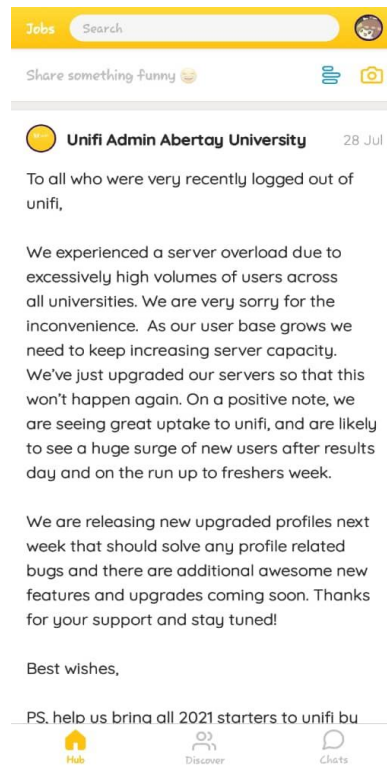 Jobs
Search
Share something funny 😂
Unifi Admin Abertay University
28 Jul
To all who were very recently logged out of
unifi,
We experienced a server overload due to
excessively high volumes of users across
all universities. We are very sorry for the
inconvenience.  As our user base grows we
need to keep increasing server capacity.
We've just upgraded our servers so that this
won't happen again. On a positive note, we
are seeing great uptake to unifi, and are likely
to see a huge surge of new users after results
day and on the run up to freshers week.
We are releasing new upgraded profiles next
week that should solve any profile related
bugs and there are additional awesome new
features and upgrades coming soon. Thanks
for your support and stay tuned!
Best wishes,
PS, help us bring all 2021 starters to unifi by
Hub
Discover
Chats